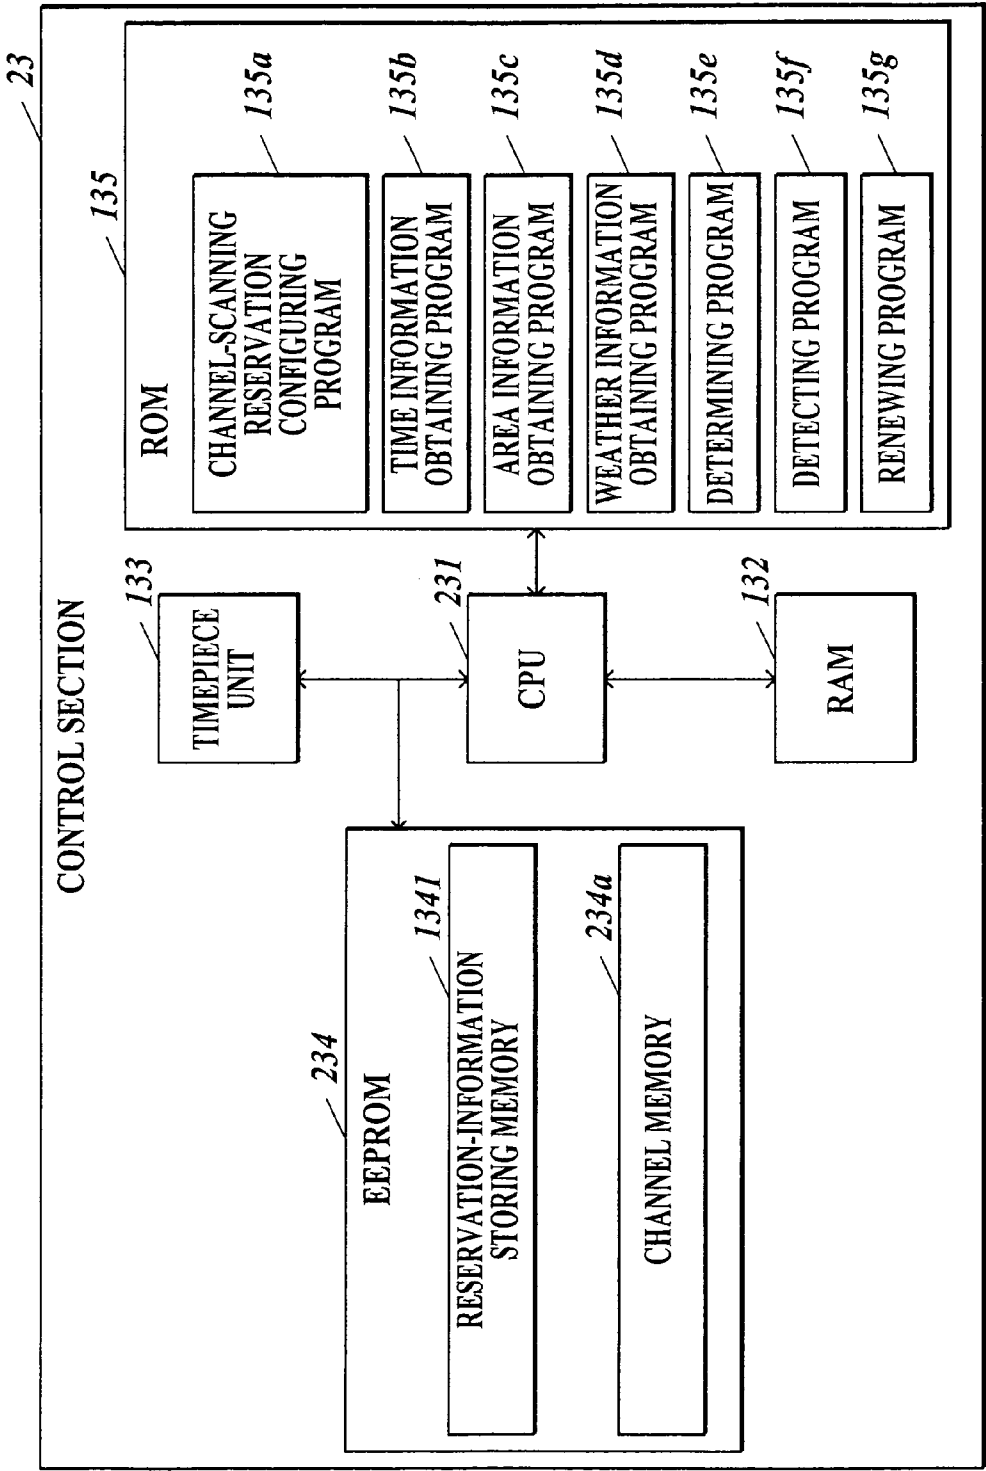 23
CONTROL SECTION
234
EEPROM
1341
RESERVATION-INFORMATION
STORING MEMORY
234a
CHANNEL MEMORY
133
TIMEPIECE
UNIT
231
CPU
132
RAM
135
ROM
135a
CHANNEL-SCANNING
RESERVATION
CONFIGURING
PROGRAM
135b
TIME INFORMATION
OBTAINING PROGRAM
135c
AREA INFORMATION
OBTAINING PROGRAM
135d
WEATHER INFORMATION
OBTAINING PROGRAM
135e
DETERMINING PROGRAM
135f
DETECTING PROGRAM
135g
RENEWING PROGRAM